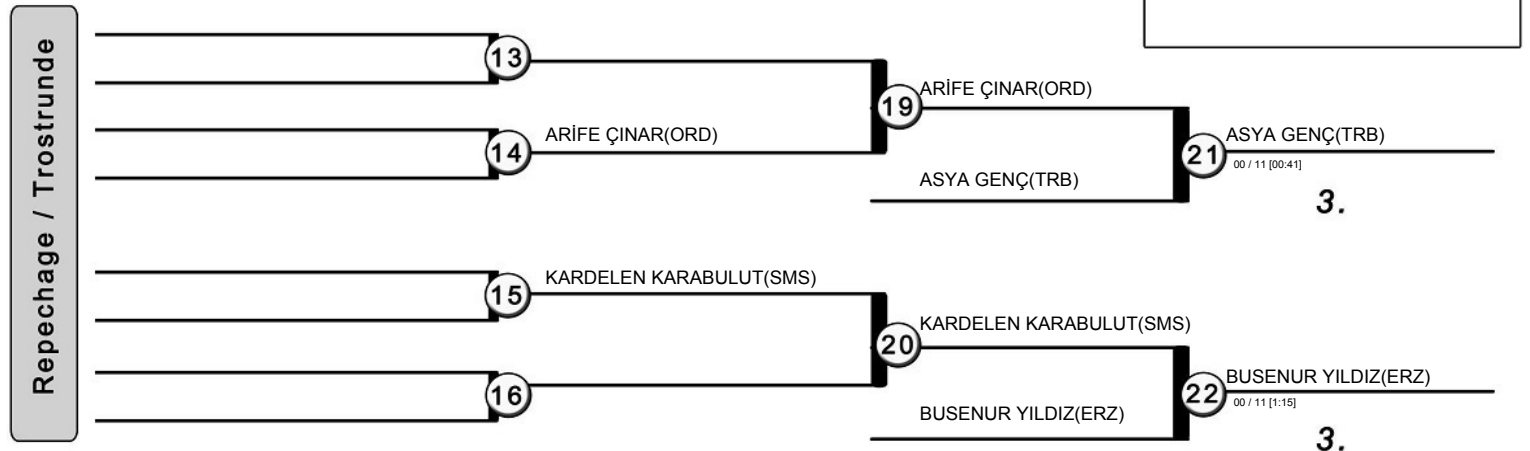 Repechage / Trostrunde
13
14
ARİFE ÇINAR(ORD)
19
ARİFE ÇINAR(ORD)
ASYA GENÇ(TRB)
21
ASYA GENÇ(TRB)
00 / 11 [00:41]
3.
15
KARDELEN KARABULUT(SMS)
16
20
KARDELEN KARABULUT(SMS)
BUSENUR YILDIZ(ERZ)
22
BUSENUR YILDIZ(ERZ)
00 / 11 [1:15]
3.